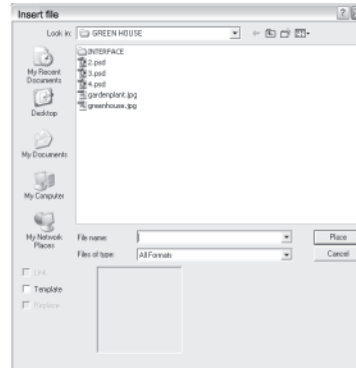 Insert file
Look in:
GREEN HOUSE
INTERFACE
2.psd
3.psd
4.psd
gardenplant.jpg
greenhouse.jpg
My Recent
Documents
Desktop
My Documents
My Computer
My Network
Places
File name:
Place
Files of type:
All Formats
Cancel
Link
Template
Replace